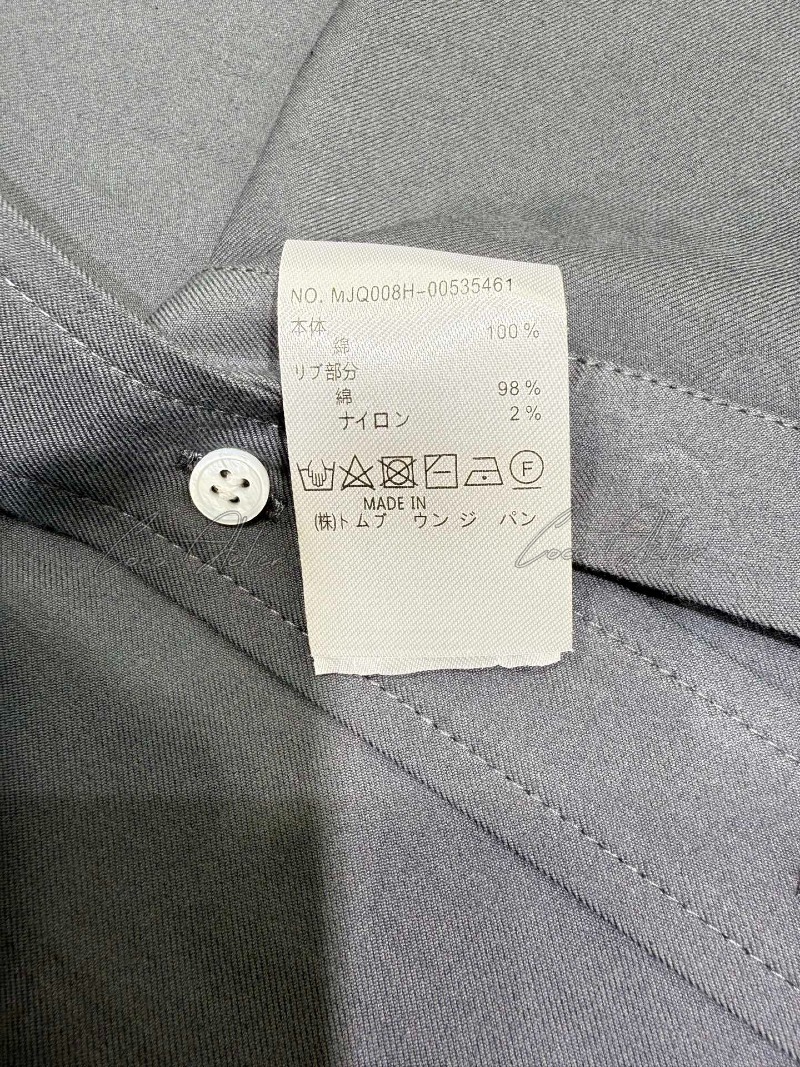 NO. MJQ008H-00535461
本体
綿 100%
リブ部分
綿 98%
ナイロン 2%
F
MADE IN
(株)トムブ ウン ジ パン